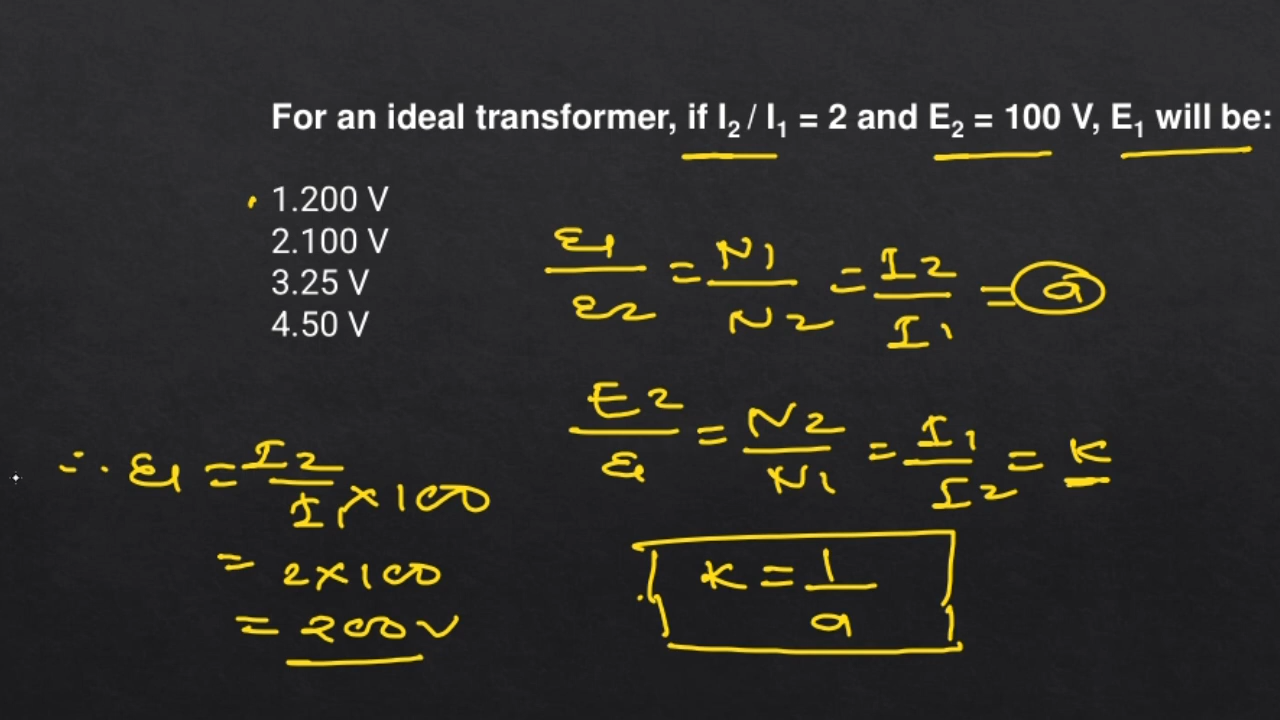 For an ideal transformer, if I₂ / I₁ = 2 and E₂ = 100 V, E₁ will be:
1.200 V
2.100 V
3.25 V
4.50 V
E1/E2 = N1/N2 = I2/I1 = a
E2/E1 = N2/N1 = I1/I2 = K
K = 1/a
∴ E1 = I2/I1 × 100
= 2×100
= 200V